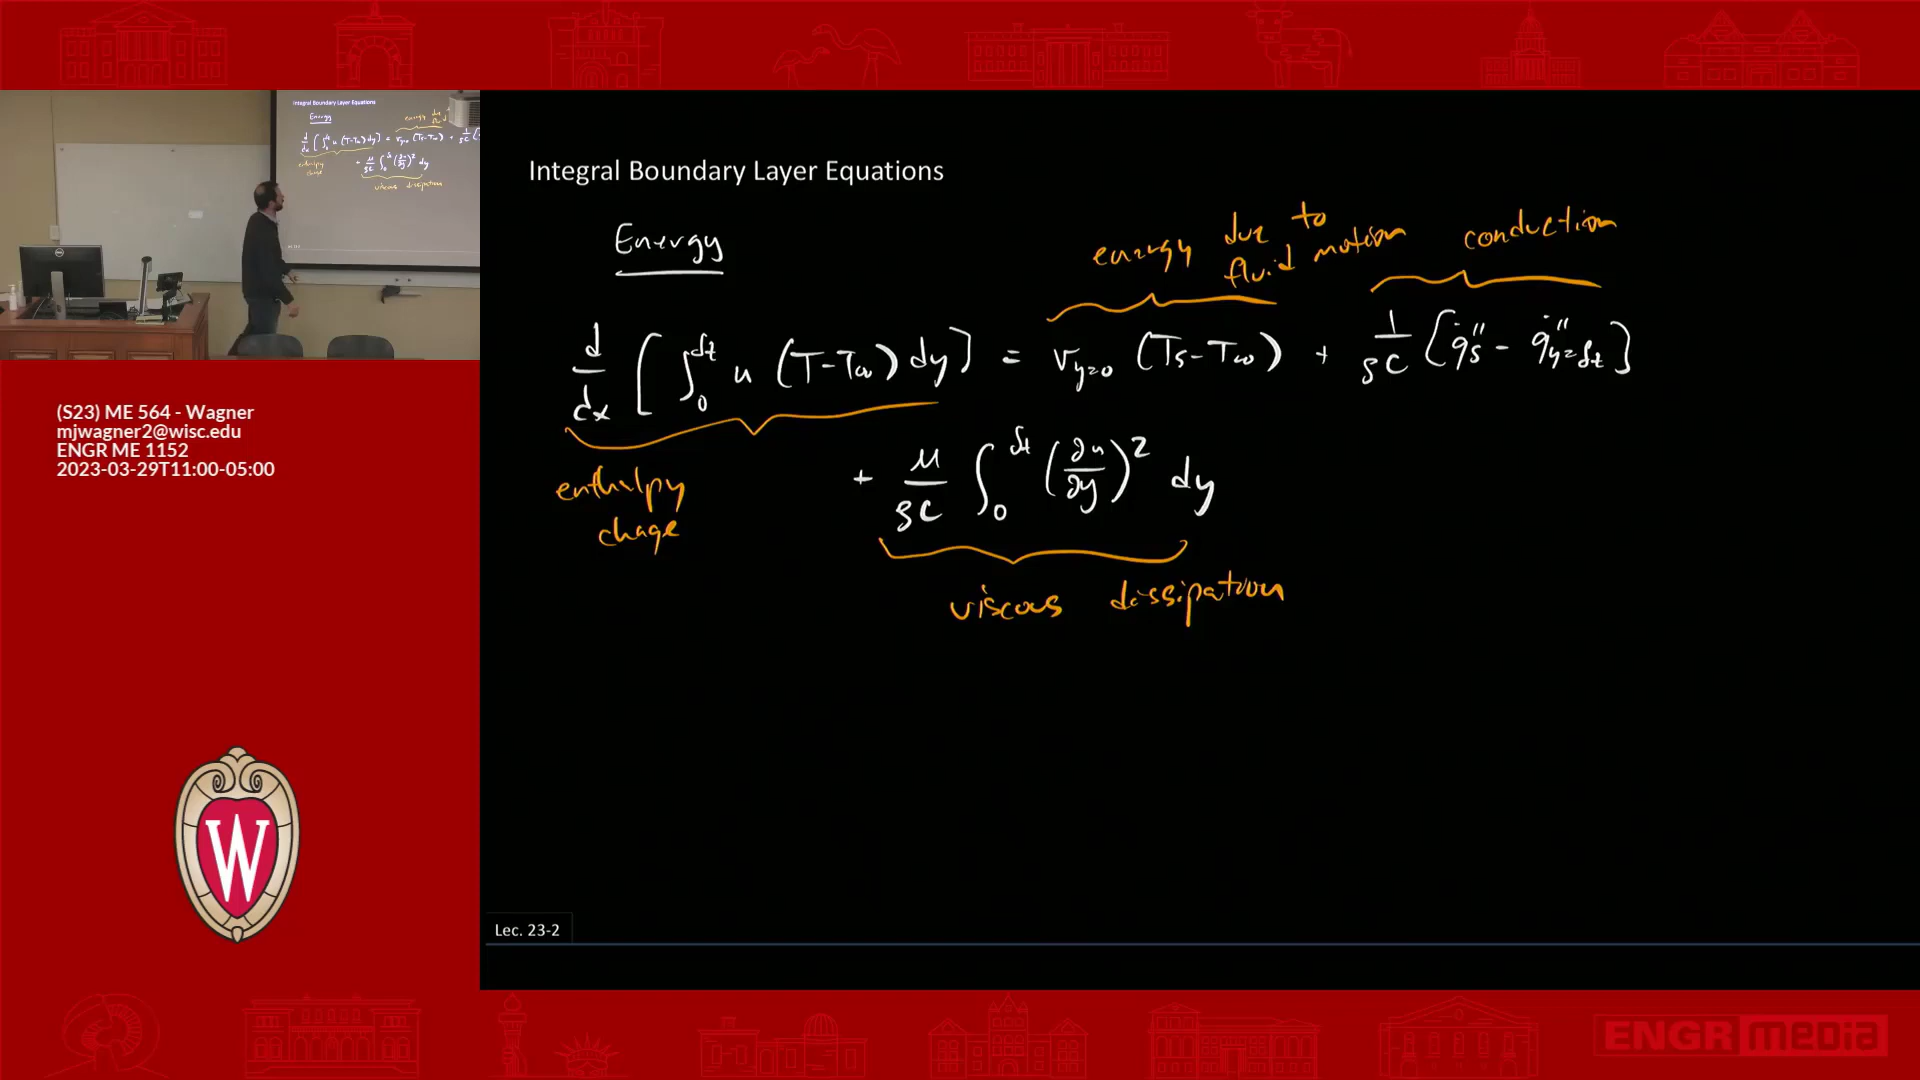 Integral Boundary Layer Equations
Energy
energy due to fluid motion
conduction
d/dx [∫₀^δt u (T-T∞) dy] = v_y=0 (Ts-T∞) + 1/ρc [q̇"s - q̇"y=δt]
enthalpy
chage
+ μ/ρc ∫₀^δt (∂u/∂y)² dy
viscous dissipation
(S23) ME 564 - Wagner
mjwagner2@wisc.edu
ENGR ME 1152
2023-03-29T11:00-05:00
W
Lec. 23-2
ENGR media